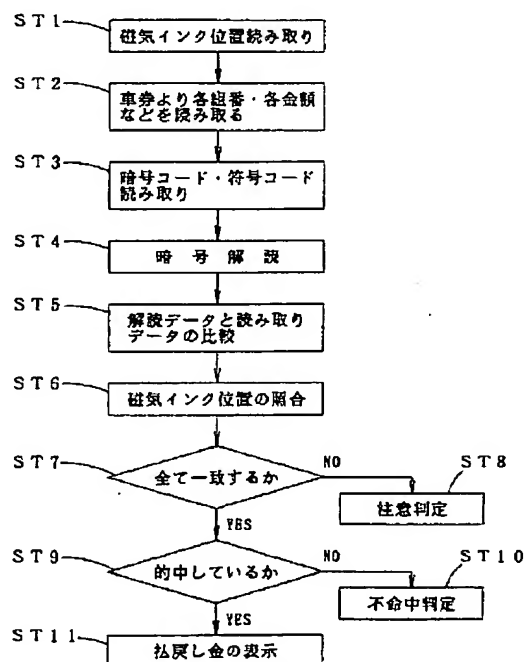 ST1
磁気インク位置読み取り
ST2
車券より各組番・各金額
などを読み取る
ST3
暗号コード・符号コード
読み取り
ST4
暗号解読
ST5
解読データと読み取り
データの比較
ST6
磁気インク位置の照合
ST7
全て一致するか
NO
ST8
注意判定
YES
ST9
的中しているか
NO
ST10
不命中判定
YES
ST11
払戻し金の表示